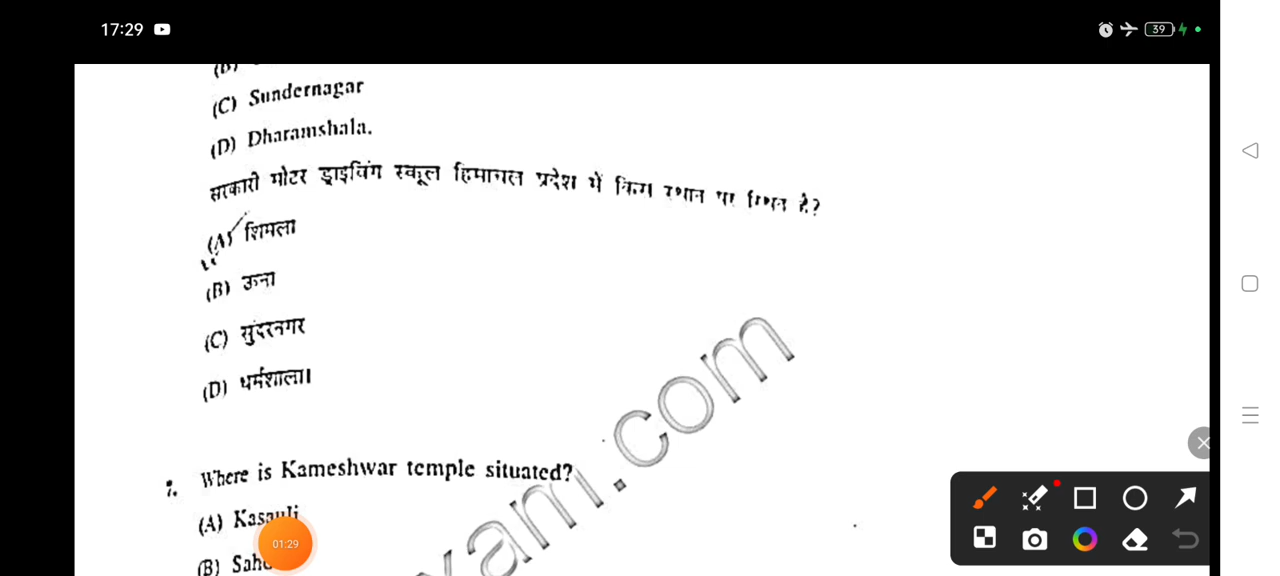 17:29
39
(C) Sundernagar
(D) Dharamshala.
सरकारी मोटर ड्राइविंग स्कूल हिमाचल प्रदेश में किस स्थान पर स्थित है?
(A) शिमला
(B) ऊना
(C) सुंदरनगर
(D) धर्मशाला।
7. Where is Kameshwar temple situated?
(A) Kasauli
(B)
xam.com
01:29